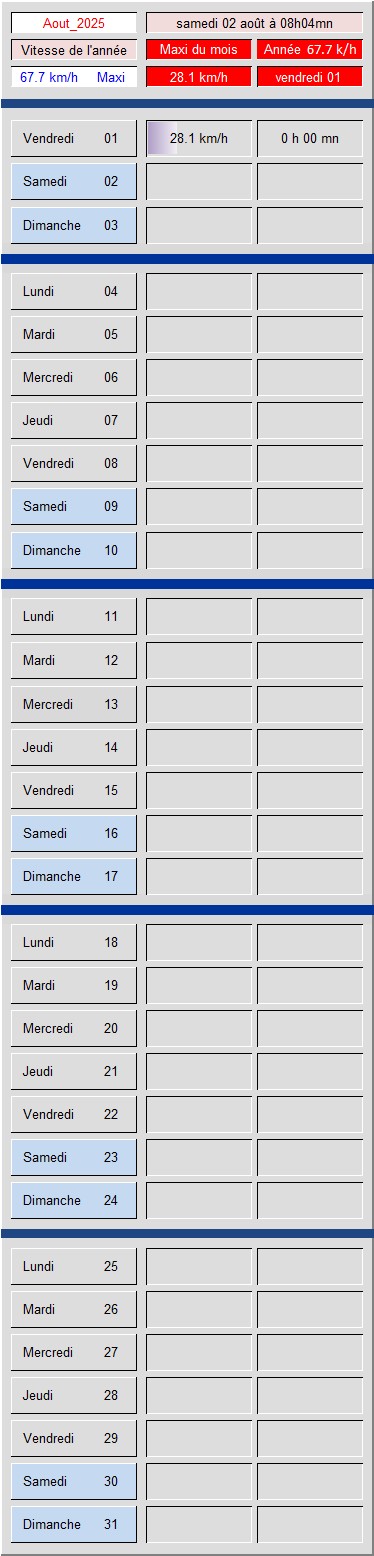 Aout_2025 samedi 02 août à 08h04mn
Vitesse de l'année Maxi du mois Année 67.7 k/h
67.7 km/h Maxi 28.1 km/h vendredi 01
Vendredi 01 28.1 km/h 0 h 00 mn
Samedi 02
Dimanche 03
Lundi 04
Mardi 05
Mercredi 06
Jeudi 07
Vendredi 08
Samedi 09
Dimanche 10
Lundi 11
Mardi 12
Mercredi 13
Jeudi 14
Vendredi 15
Samedi 16
Dimanche 17
Lundi 18
Mardi 19
Mercredi 20
Jeudi 21
Vendredi 22
Samedi 23
Dimanche 24
Lundi 25
Mardi 26
Mercredi 27
Jeudi 28
Vendredi 29
Samedi 30
Dimanche 31